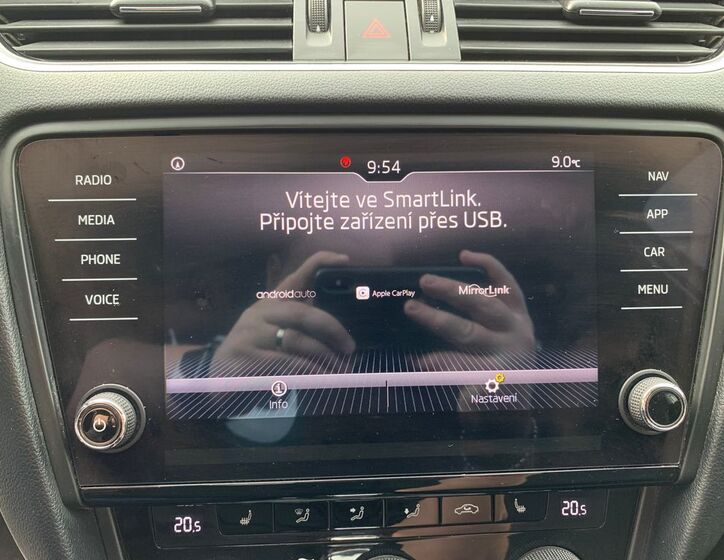 9:54
9.0°C
RADIO
MEDIA
PHONE
VOICE
Vítejte ve SmartLink.
Připojte zařízení přes USB.
androidauto
Apple CarPlay
MirrorLink
Info
Nastavení
NAV
APP
CAR
MENU
20.5
20.5